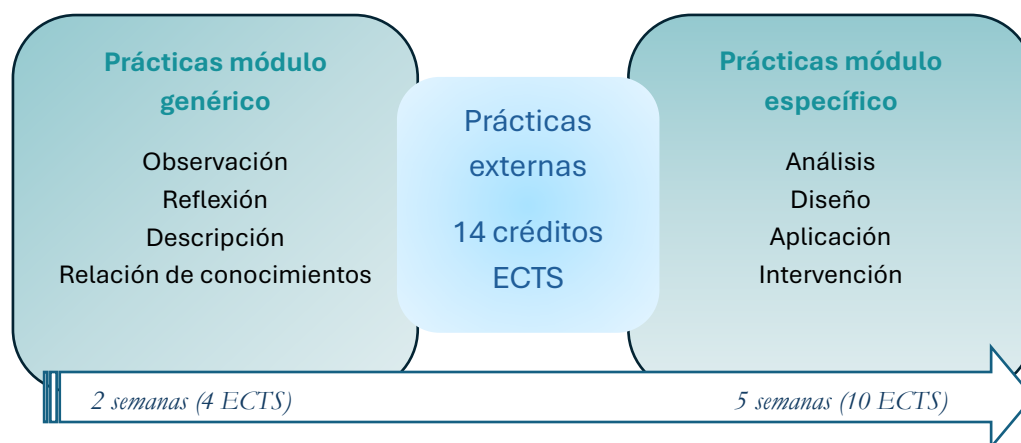 Prácticas módulo
genérico
Observación
Reflexión
Descripción
Relación de conocimientos
Prácticas
externas
14 créditos
ECTS
Prácticas módulo
específico
Análisis
Diseño
Aplicación
Intervención
2 semanas (4 ECTS)
5 semanas (10 ECTS)